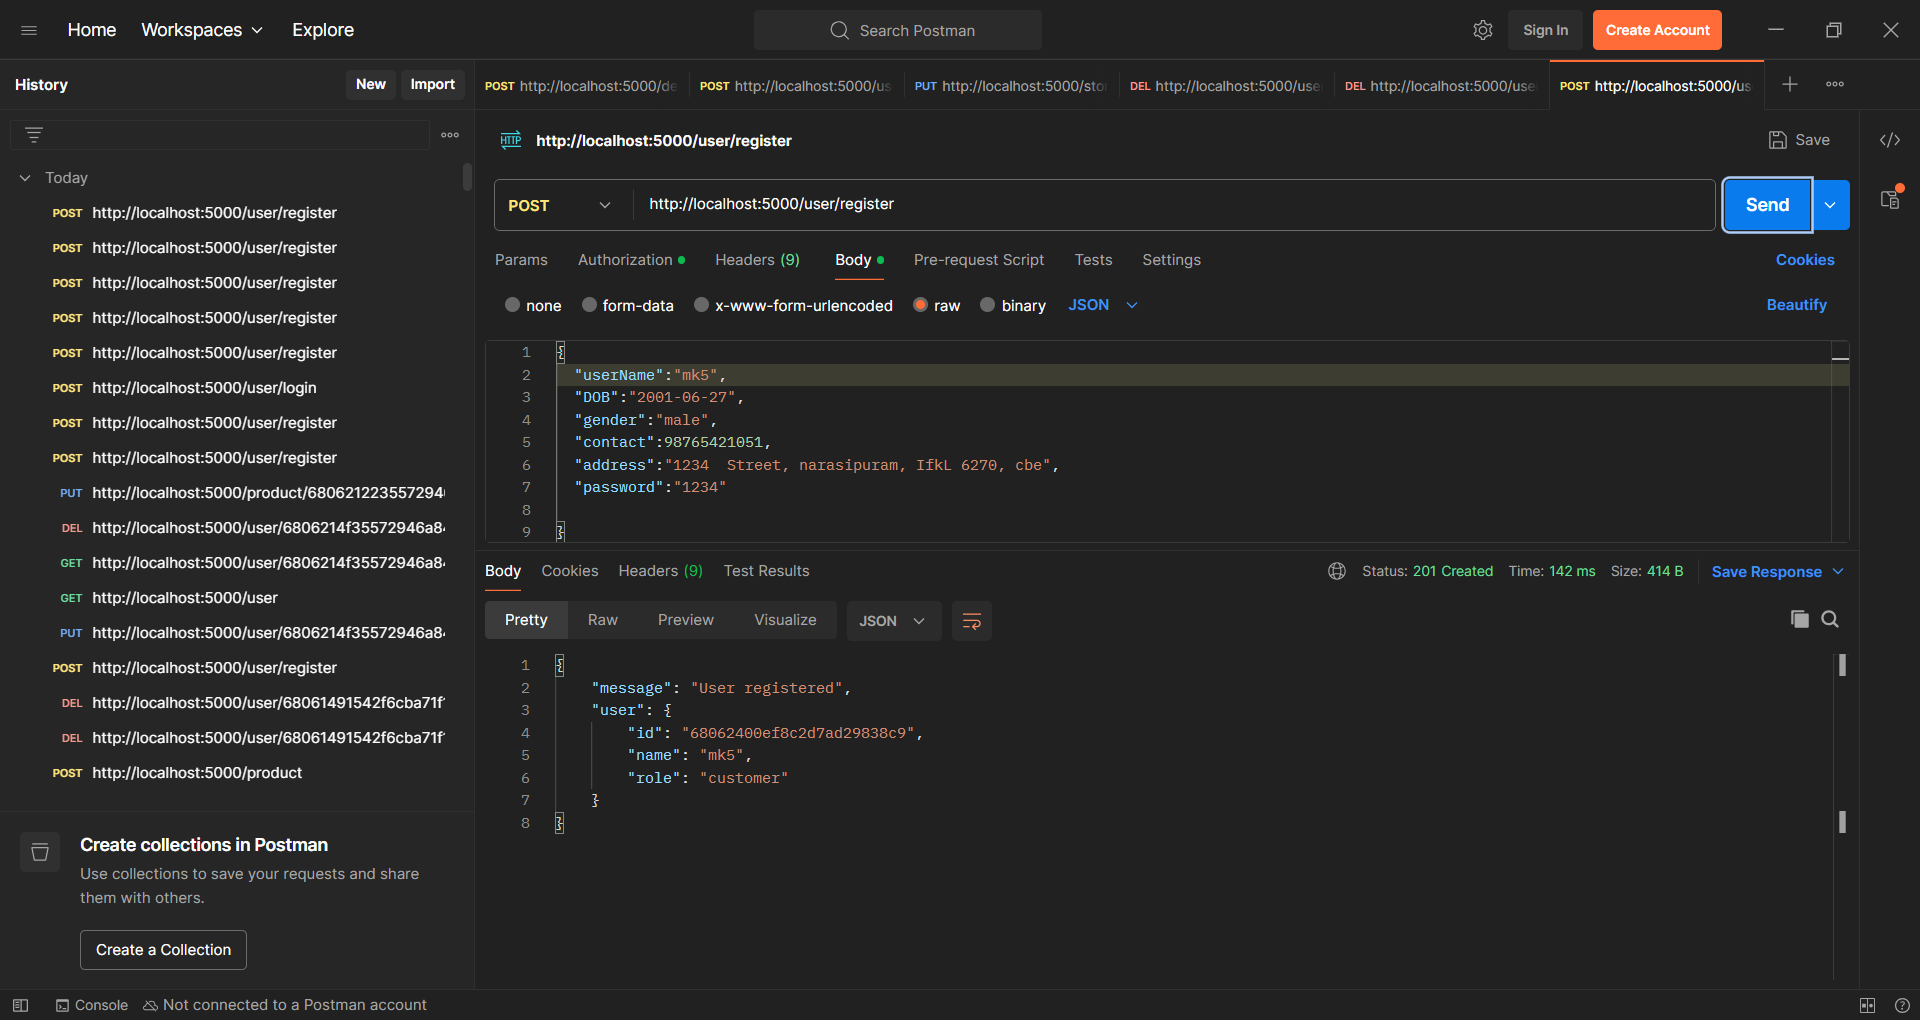 Home Workspaces Explore Search Postman Sign In Create Account
History New Import
POST http://localhost:5000/de POST http://localhost:5000/us PUT http://localhost:5000/sto DEL http://localhost:5000/use DEL http://localhost:5000/use POST http://localhost:5000/us
Today
POST http://localhost:5000/user/register
POST http://localhost:5000/user/register
POST http://localhost:5000/user/register
POST http://localhost:5000/user/register
POST http://localhost:5000/user/register
POST http://localhost:5000/user/login
POST http://localhost:5000/user/register
POST http://localhost:5000/user/register
PUT http://localhost:5000/product/68062122355729 4
DEL http://localhost:5000/user/6806214f35572946a84
GET http://localhost:5000/user/6806214f35572946a84
GET http://localhost:5000/user
PUT http://localhost:5000/user/6806214f35572946a84
POST http://localhost:5000/user/register
DEL http://localhost:5000/user/68061491542f6cba71f
DEL http://localhost:5000/user/68061491542f6cba71f
POST http://localhost:5000/product
Create collections in Postman
Use collections to save your requests and share
them with others.
Create a Collection
HTTP http://localhost:5000/user/register Save
POST http://localhost:5000/user/register Send
Params Authorization Headers (9) Body Pre-request Script Tests Settings Cookies
none form-data x-www-form-urlencoded raw binary JSON Beautify
1 {
2 "userName":"mk5",
3 "DOB":"2001-06-27",
4 "gender":"male",
5 "contact":98765421051,
6 "address":"1234  Street, narasipuram, IfkL 6270, cbe",
7 "password":"1234"
8
9 }
Body Cookies Headers (9) Test Results Status: 201 Created Time: 142 ms Size: 414 B Save Response
Pretty Raw Preview Visualize JSON
1 {
2 "message": "User registered",
3 "user": {
4 "id": "68062400ef8c2d7ad29838c9",
5 "name": "mk5",
6 "role": "customer"
7 }
8 }
Console Not connected to a Postman account